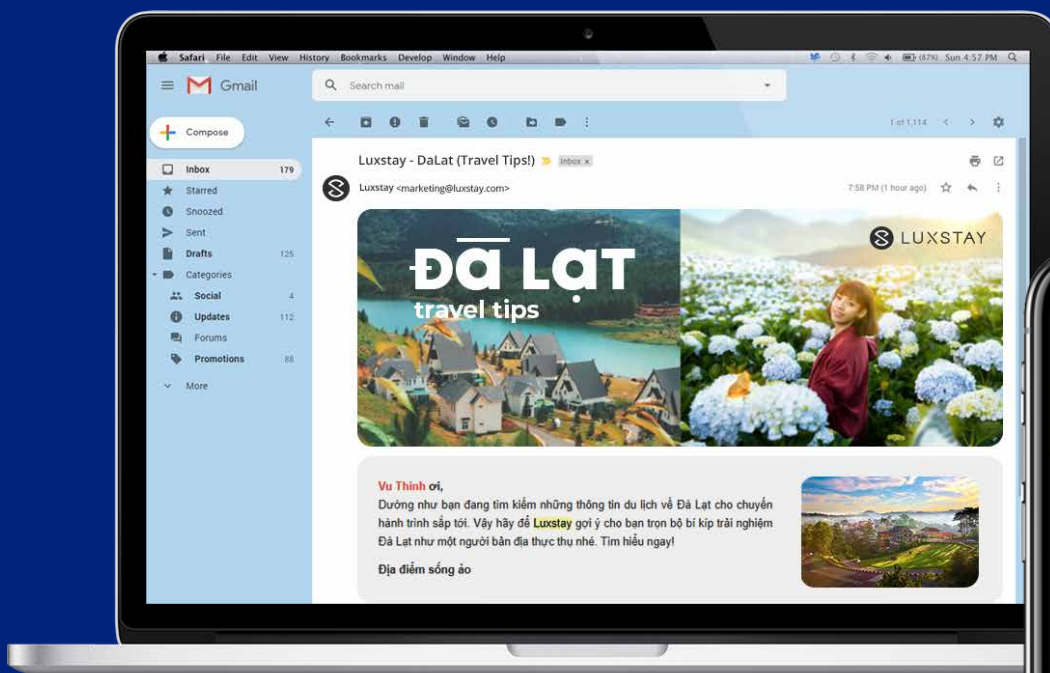 Safari File Edit View History Bookmarks Develop Window Help
(87%) Sun 4:57 PM
Gmail
Search mail
Compose
1 of 1,114
Inbox 179
Starred
Snoozed
Sent
Drafts 125
Categories
Social 4
Updates 112
Forums
Promotions 88
More
Luxstay - DaLat (Travel Tips!) Inbox x
Luxstay <marketing@luxstay.com>
7:58 PM (1 hour ago)
ĐÀ LẠT
travel tips
LUXSTAY
Vu Thinh ơi,
Dường như bạn đang tìm kiếm những thông tin du lịch về Đà Lạt cho chuyến
hành trình sắp tới. Vậy hãy để Luxstay gợi ý cho bạn trọn bộ bí kíp trải nghiệm
Đà Lạt như một người bản địa thực thụ nhé. Tìm hiểu ngay!
Địa điểm sống ảo